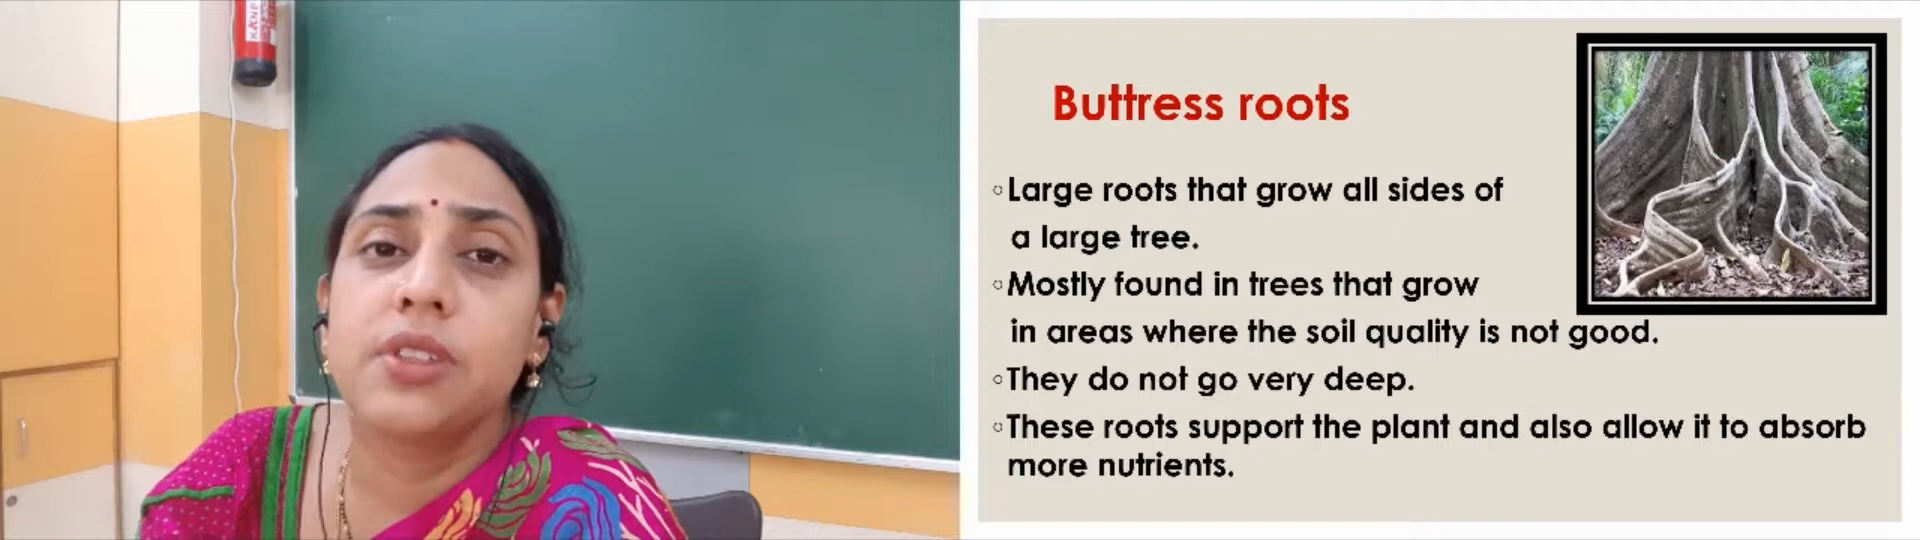 KANE
Buttress roots
◦Large roots that grow all sides of
a large tree.
◦Mostly found in trees that grow
in areas where the soil quality is not good.
◦They do not go very deep.
◦These roots support the plant and also allow it to absorb
more nutrients.